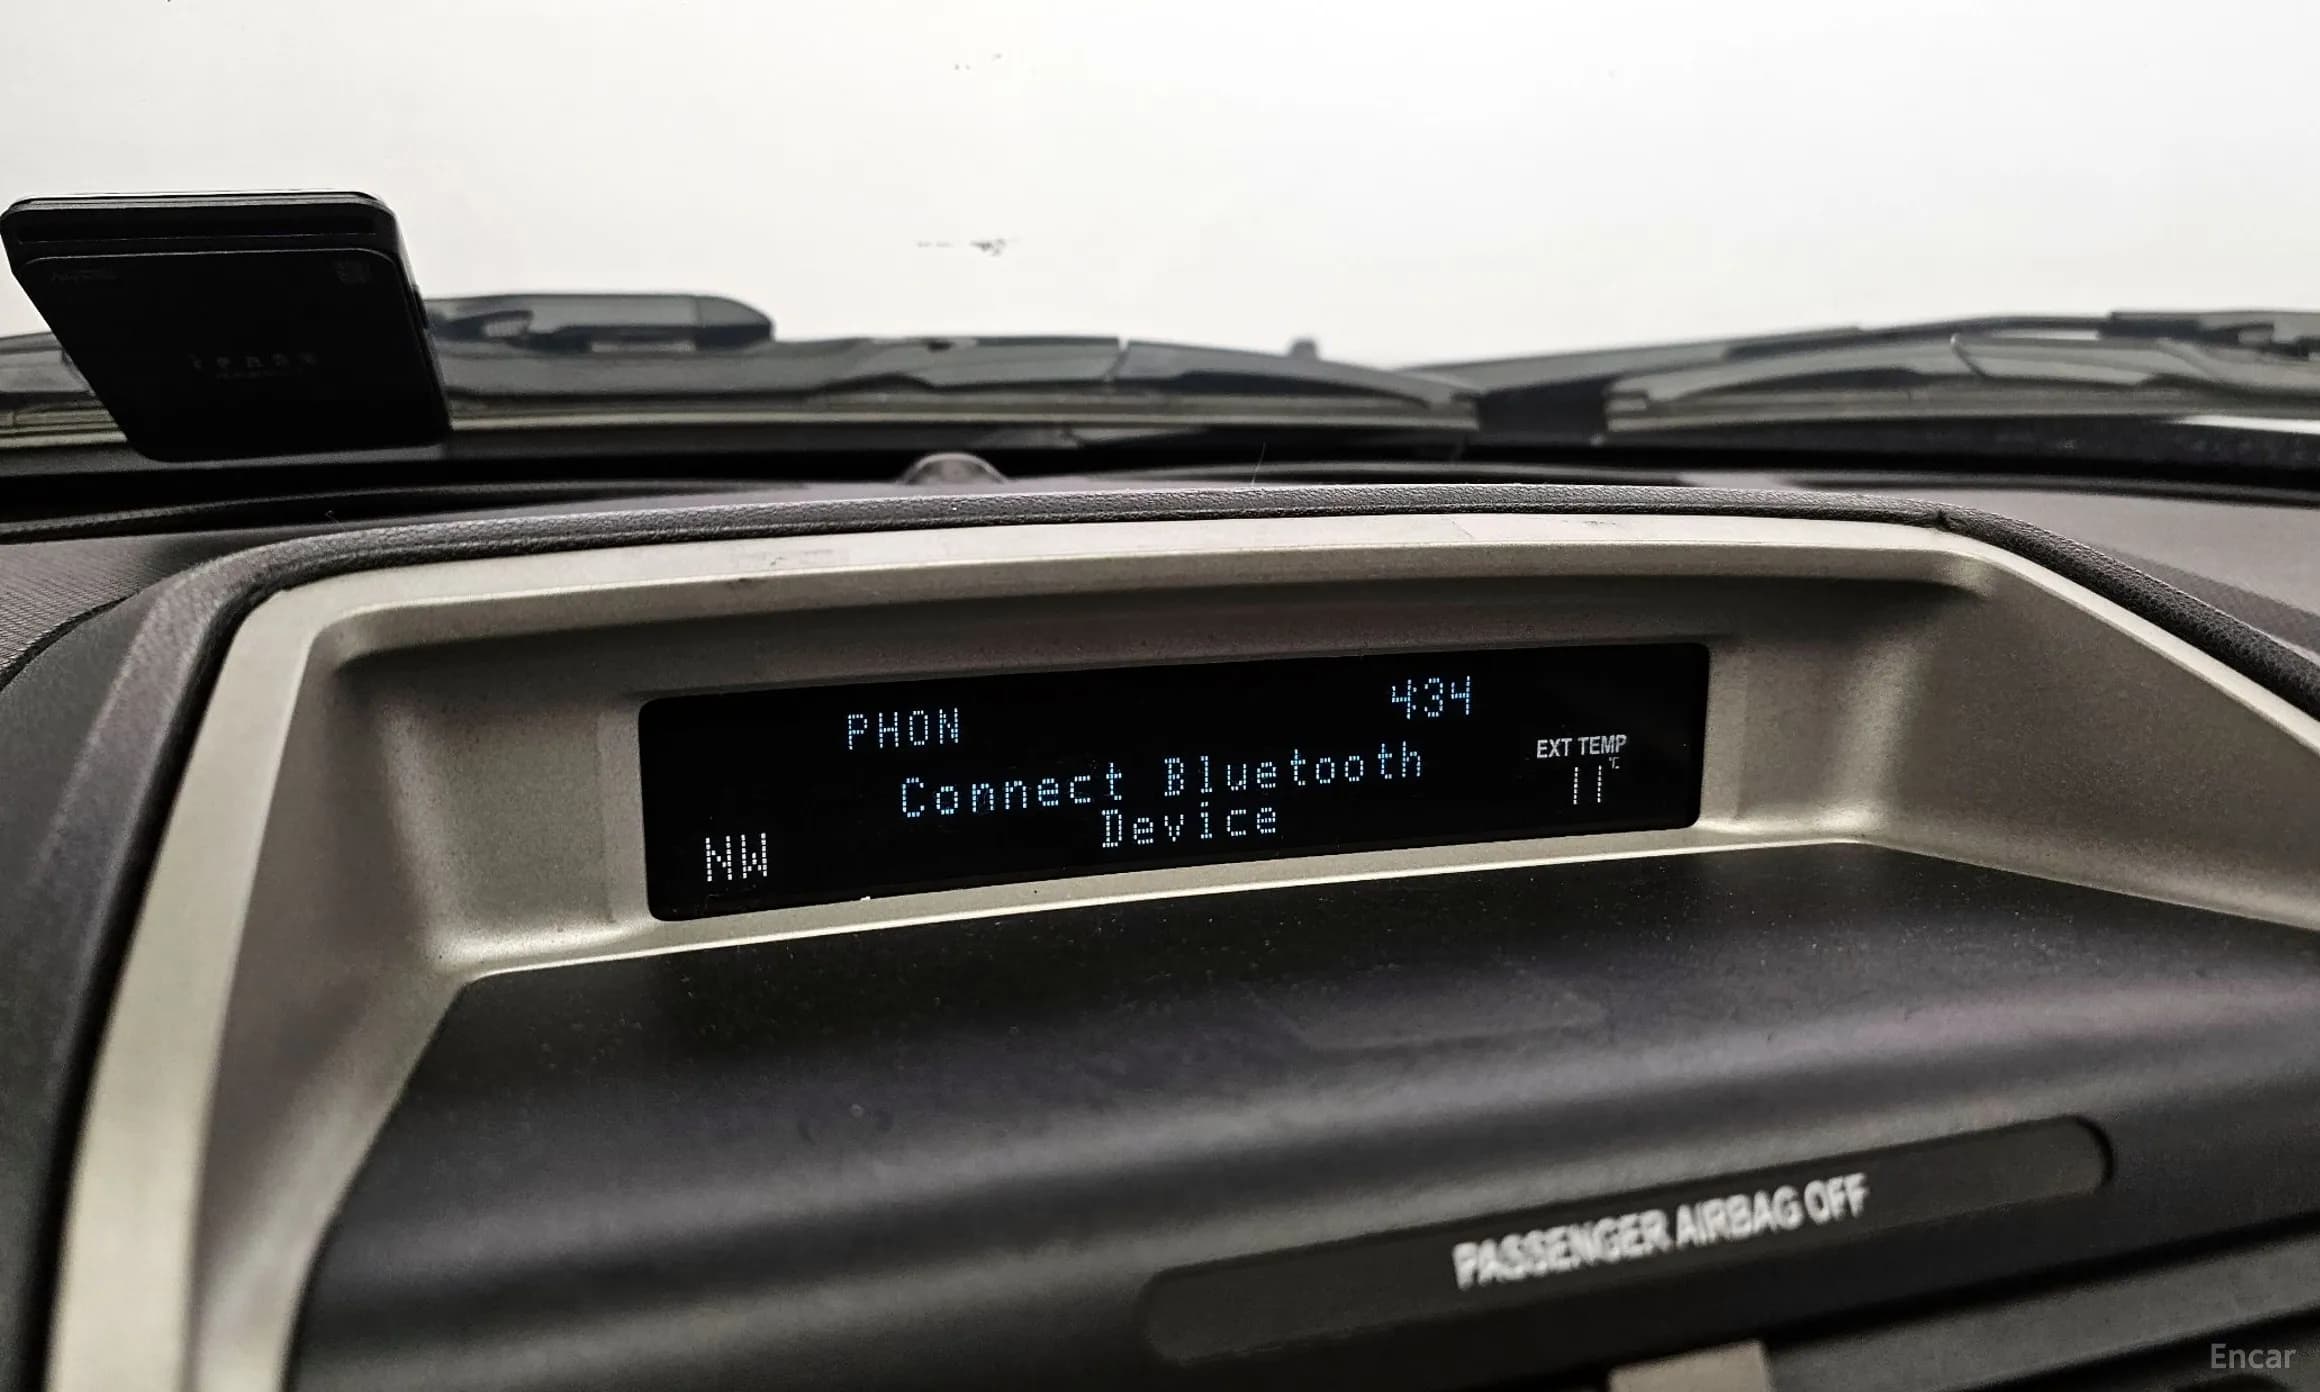 PHON
4:34
Connect Bluetooth
Device
NW
EXT TEMP
11°C
PASSENGER AIRBAG OFF
Encar